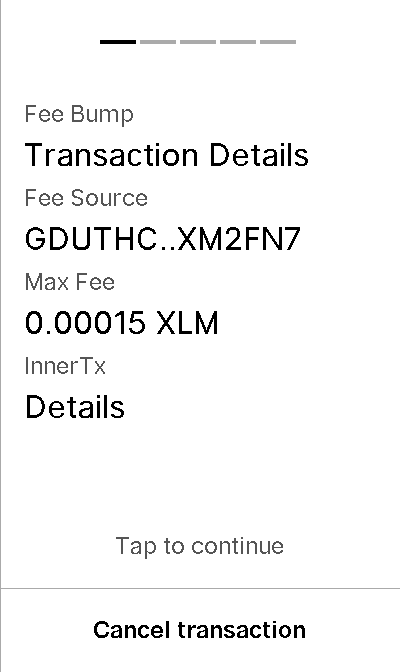 Fee Bump
Transaction Details
Fee Source
GDUTHC..XM2FN7
Max Fee
0.00015 XLM
InnerTx
Details
Tap to continue
Cancel transaction